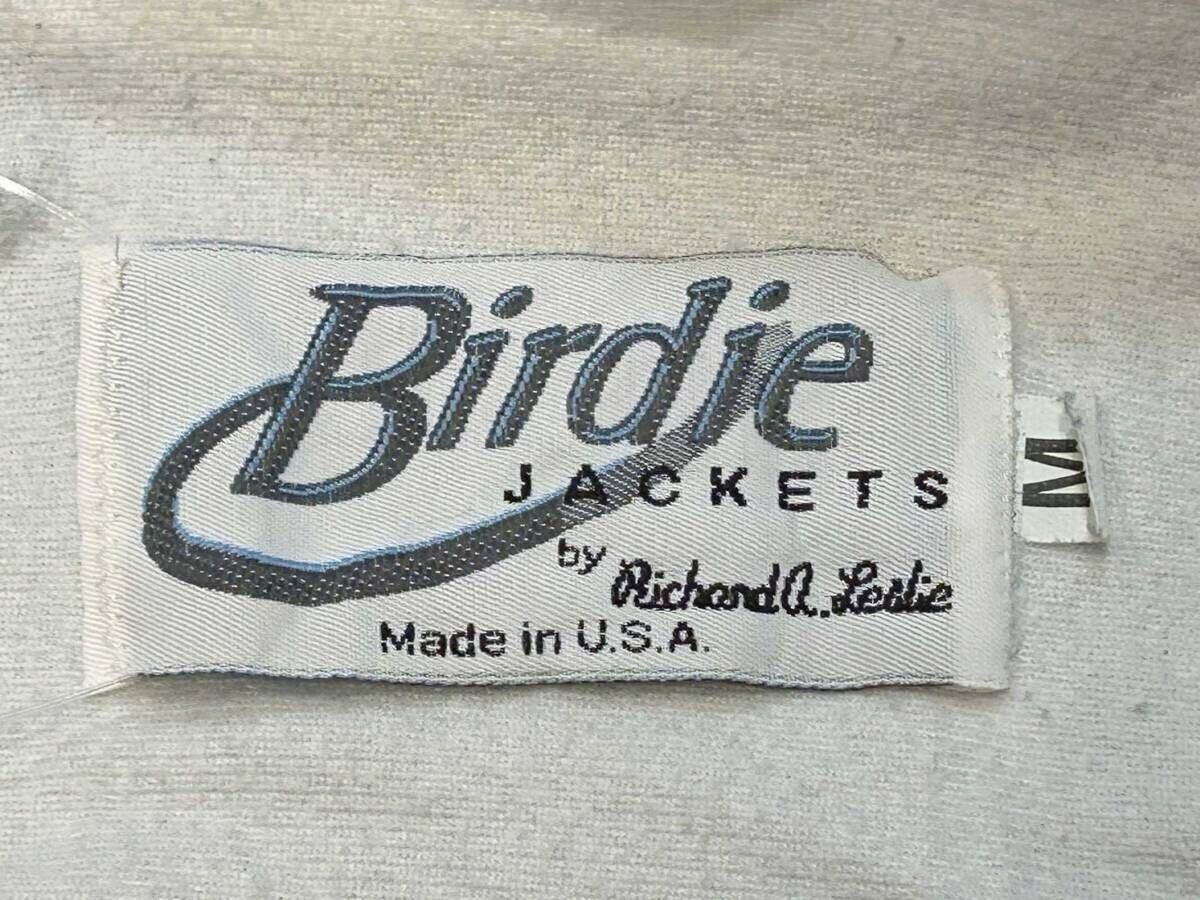 Birdie
JACKETS
by Richard A. Leslie
Made in U.S.A.
M